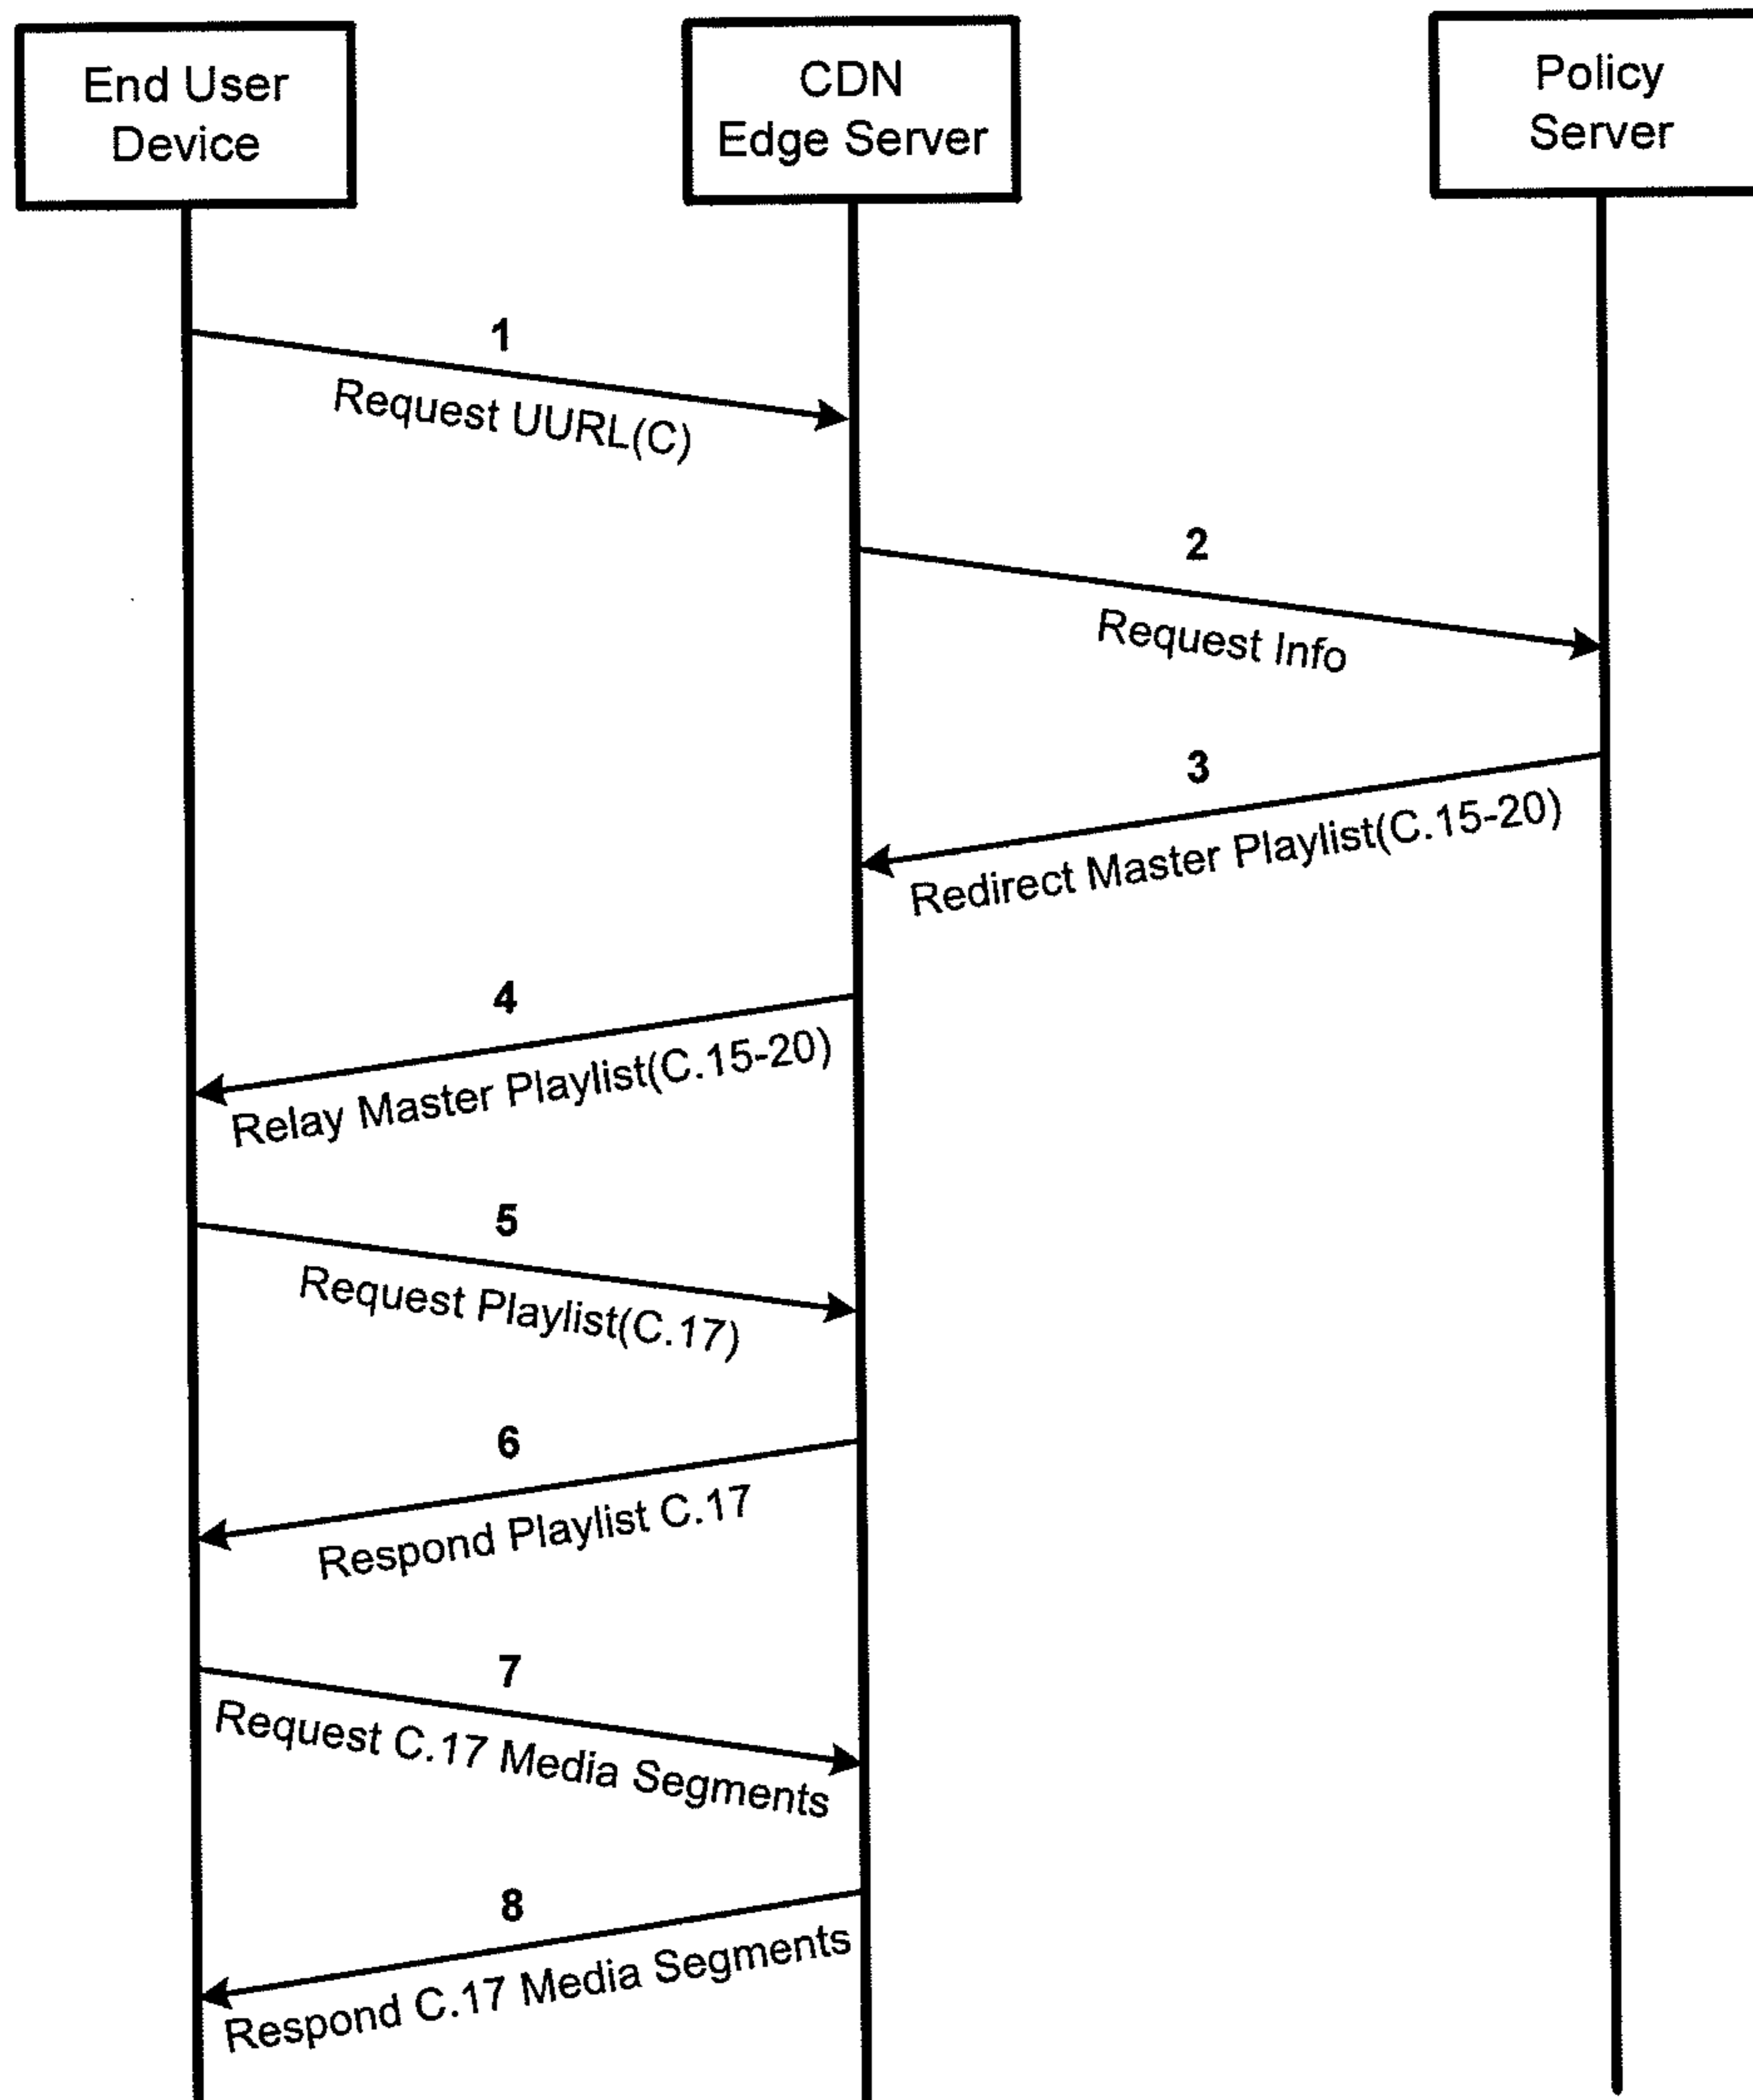 End User
Device
CDN
Edge Server
Policy
Server
1
Request UURL(C)
2
Request Info
3
Redirect Master Playlist(C.15-20)
4
Relay Master Playlist(C.15-20)
5
Request Playlist(C.17)
6
Respond Playlist C.17
7
Request C.17 Media Segments
8
Respond C.17 Media Segments